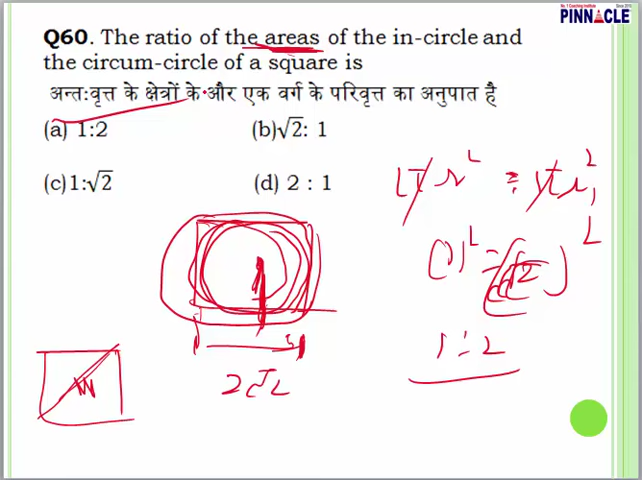 No. 1 Coaching Institute Since 2010
PINNACLE
Q60. The ratio of the areas of the in-circle and
the circum-circle of a square is
अन्तःवृत्त के क्षेत्रों के और एक वर्ग के परिवृत्त का अनुपात है
(a) 1:2 (b)√2: 1
(c)1:√2 (d) 2 : 1
1 : 2